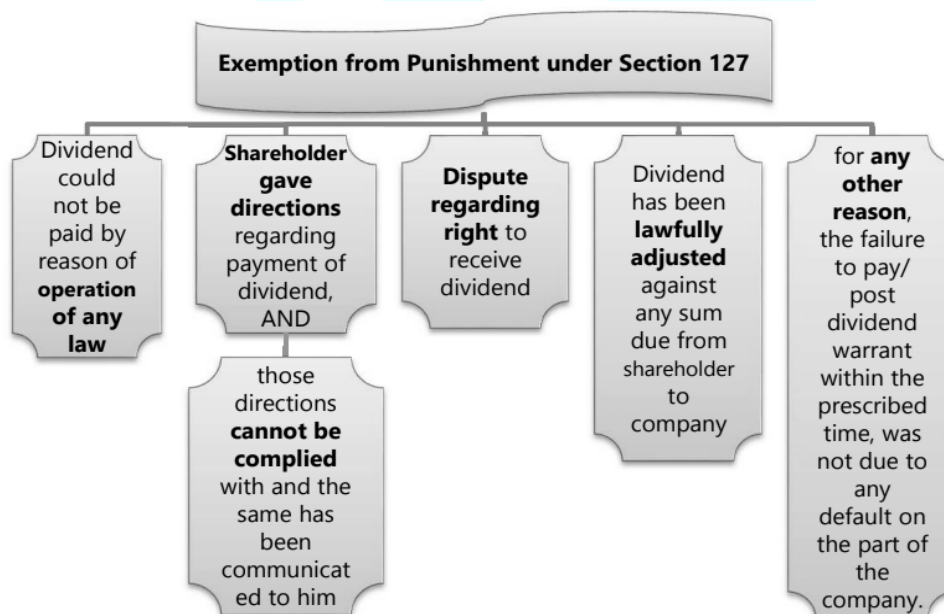 Exemption from Punishment under Section 127
Dividend
could
not be
paid by
reason of
operation
of any
law
Shareholder
gave
directions
regarding
payment of
dividend,
AND
those
directions
cannot be
complied
with and the
same has
been
communicat
ed to him
Dispute
regarding
right to
receive
dividend
Dividend
has been
lawfully
adjusted
against
any sum
due from
shareholder
to
company
for any
other
reason,
the failure
to pay/
post
dividend
warrant
within the
prescribed
time, was
not due to
any
default on
the part of
the
company.